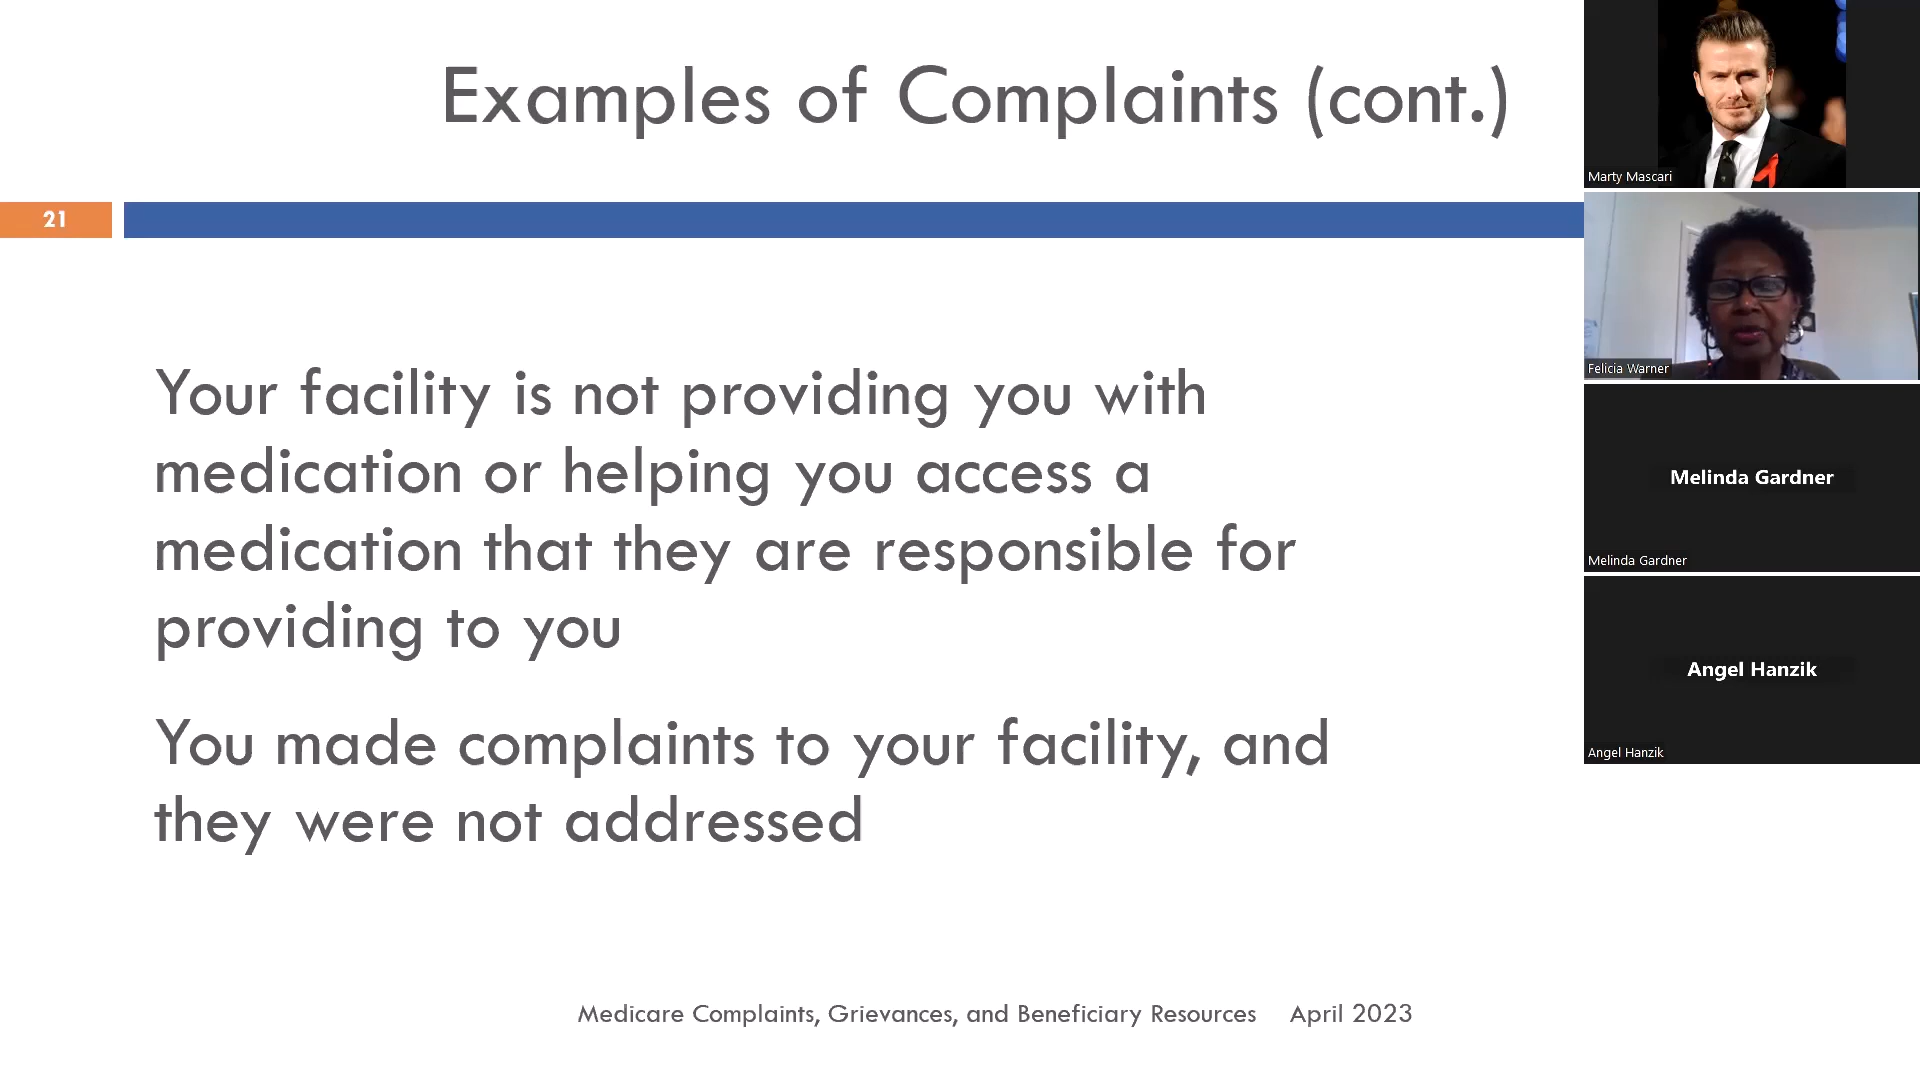 Examples of Complaints (cont.)
21
Your facility is not providing you with
medication or helping you access a
medication that they are responsible for
providing to you
You made complaints to your facility, and
they were not addressed
Medicare Complaints, Grievances, and Beneficiary Resources April 2023
Marty Mascari
Felicia Warner
Melinda Gardner
Melinda Gardner
Angel Hanzik
Angel Hanzik